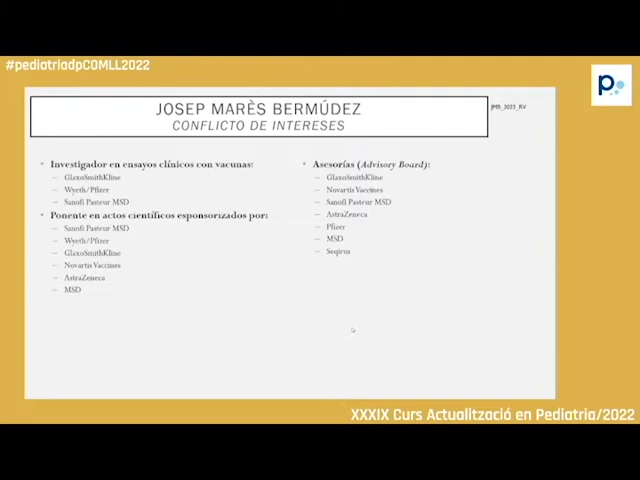 #pediatriadpCOMLL2022
p.
JOSEP MARÈS BERMÚDEZ
CONFLICTO DE INTERESES
JMB_2022_RV
• Investigador en ensayos clínicos con vacunas:
– GlaxoSmithKline
– Wyeth/Pfizer
– Sanofi Pasteur MSD
• Ponente en actos científicos esponsorizados por:
– Sanofi Pasteur MSD
– Wyeth/Pfizer
– GlaxoSmithKline
– Novartis Vaccines
– AstraZeneca
– MSD
• Asesorías (Advisory Board):
– GlaxoSmithKline
– Novartis Vaccines
– Sanofi Pasteur MSD
– AstraZeneca
– Pfizer
– MSD
– Seqirus
XXXIX Curs Actualització en Pediatria/2022